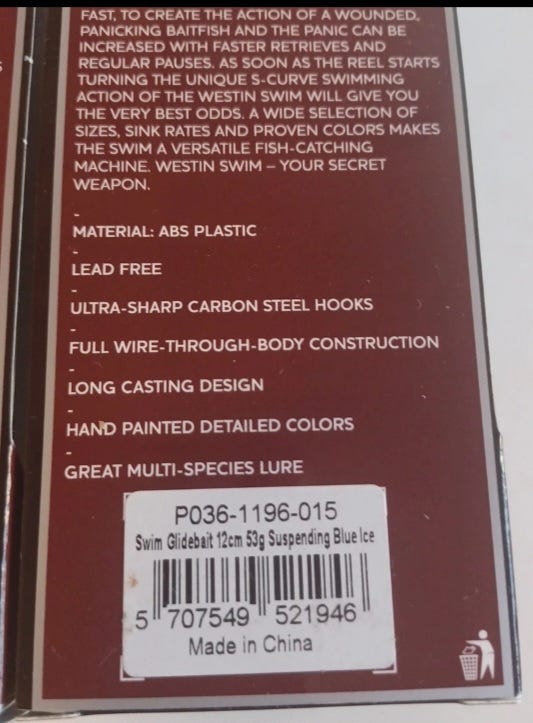 FAST, TO CREATE THE ACTION OF A WOUNDED,
PANICKING BAITFISH AND THE PANIC CAN BE
INCREASED WITH FASTER RETRIEVES AND
REGULAR PAUSES. AS SOON AS THE REEL STARTS
TURNING THE UNIQUE S-CURVE SWIMMING
ACTION OF THE WESTIN SWIM WILL GIVE YOU
THE VERY BEST ODDS. A WIDE SELECTION OF
SIZES, SINK RATES AND PROVEN COLORS MAKES
THE SWIM A VERSATILE FISH-CATCHING
MACHINE. WESTIN SWIM – YOUR SECRET
WEAPON.
-
MATERIAL: ABS PLASTIC
-
LEAD FREE
-
ULTRA-SHARP CARBON STEEL HOOKS
-
FULL WIRE-THROUGH-BODY CONSTRUCTION
-
LONG CASTING DESIGN
-
HAND PAINTED DETAILED COLORS
-
GREAT MULTI-SPECIES LURE
P036-1196-015
Swim Glidebait 12cm 53g Suspending Blue Ice
5 707549 521946
Made in China